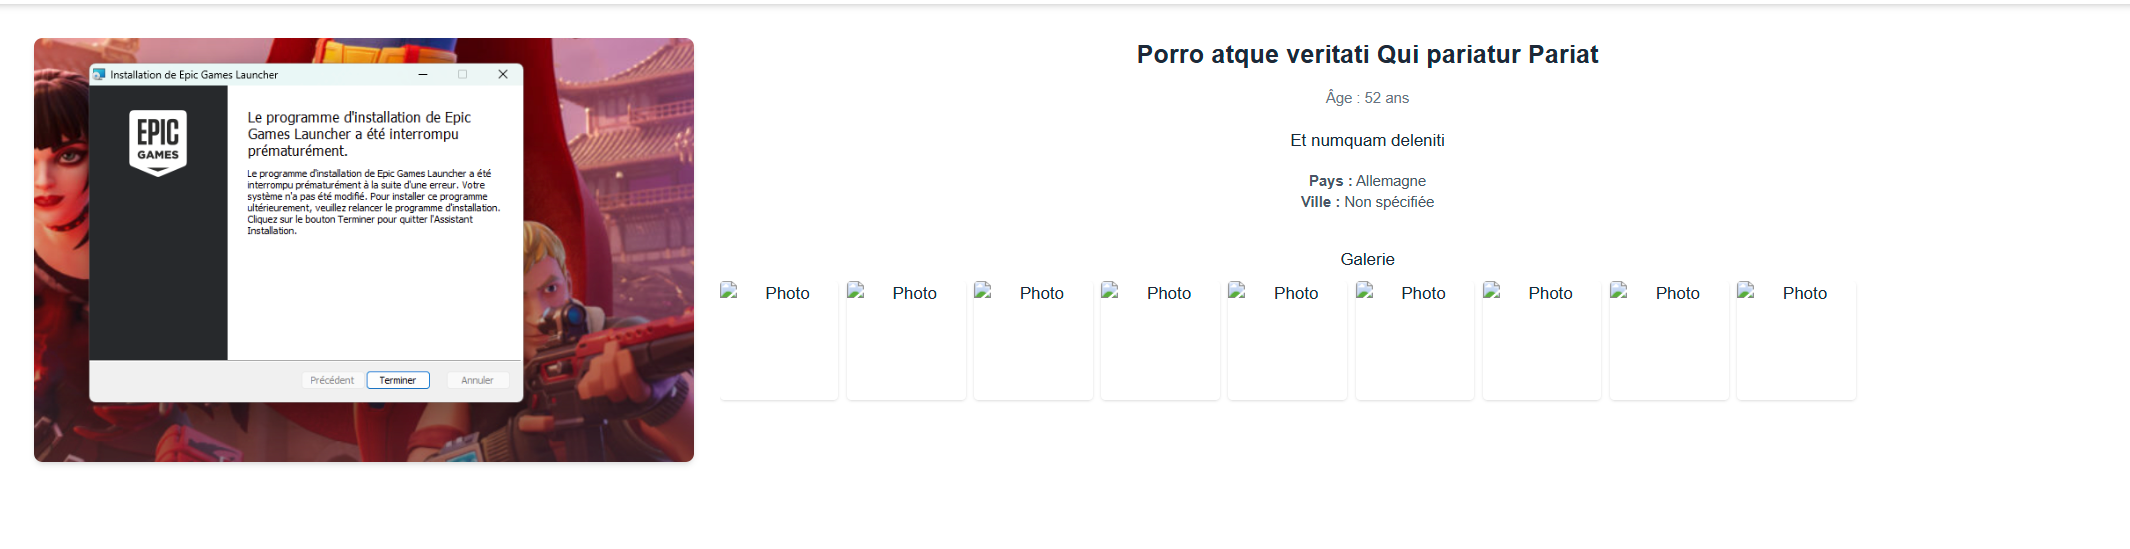 Installation de Epic Games Launcher
EPIC
GAMES
Le programme d'installation de Epic
Games Launcher a été interrompu
prématurément.
Le programme d'installation de Epic Games Launcher a été
interrompu prématurément à la suite d'une erreur. Votre
système n'a pas été modifié. Pour installer ce programme
ultérieurement, veuillez relancer le programme d'installation.
Cliquez sur le bouton Terminer pour quitter l'Assistant
Installation.
Précédent Terminer Annuler
Porro atque veritati Qui pariatur Pariat
Âge : 52 ans
Et numquam deleniti
Pays : Allemagne
Ville : Non spécifiée
Galerie
Photo Photo Photo Photo Photo Photo Photo Photo Photo